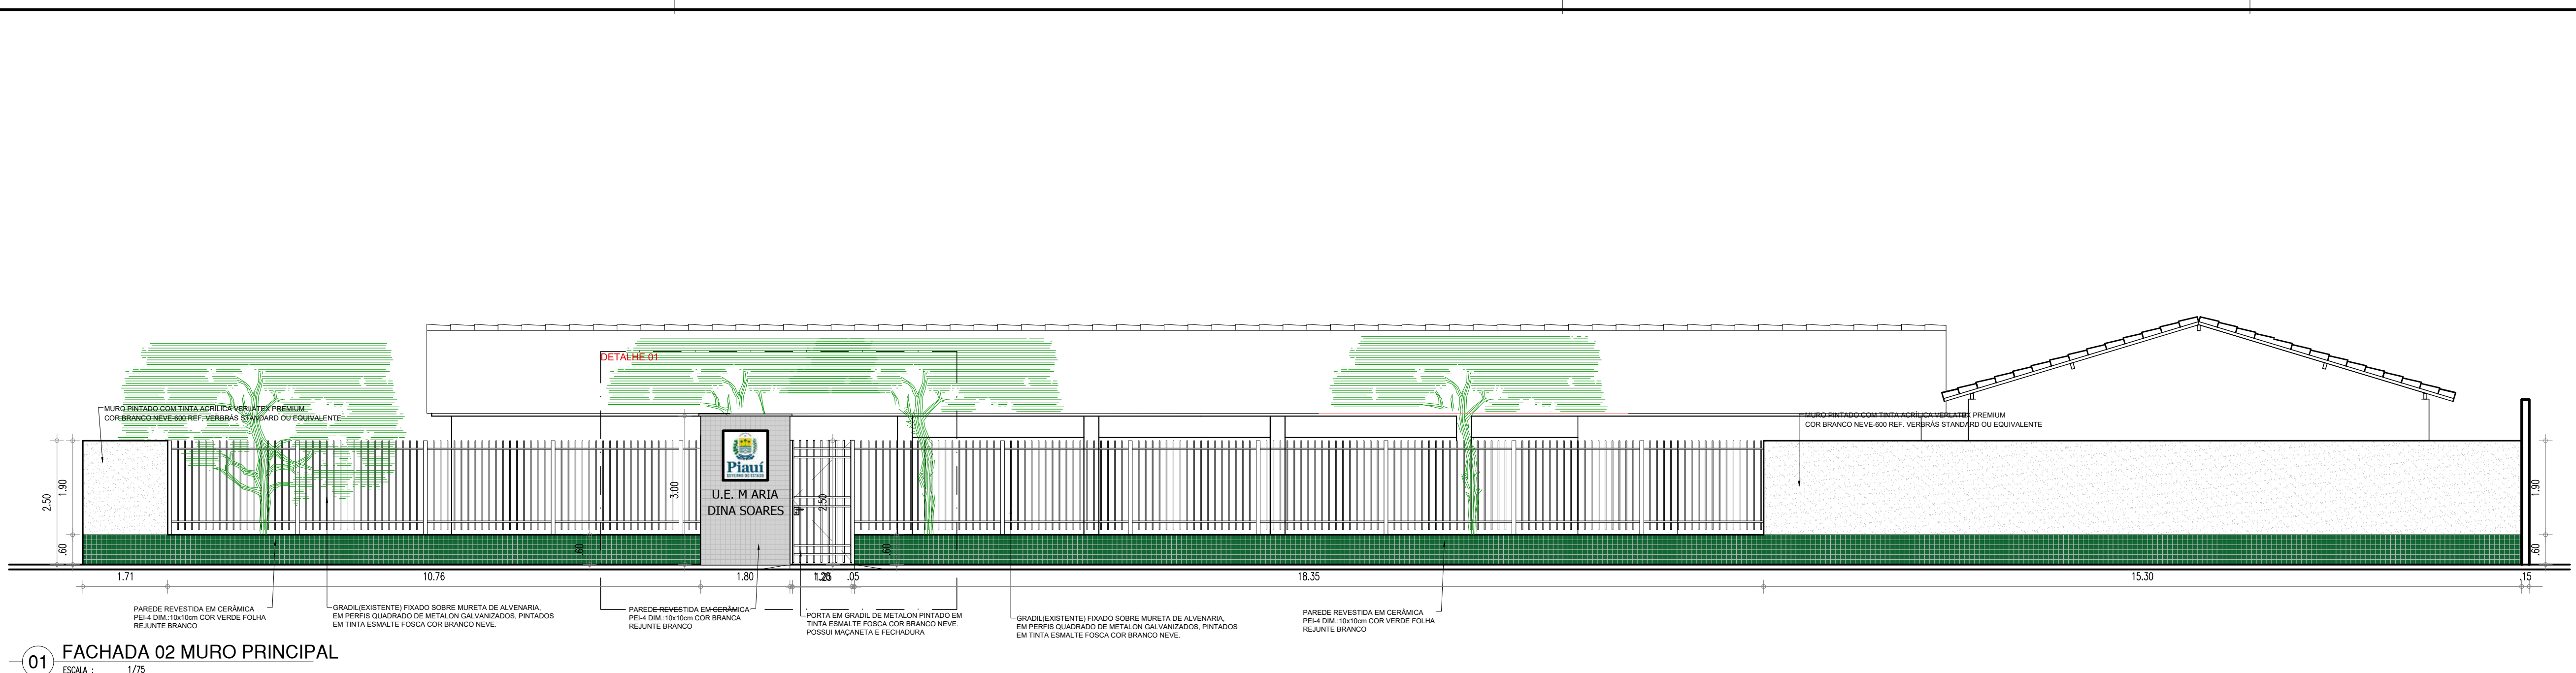 DETALHE 01
MURO PINTADO COM TINTA ACRÍLICA VERLATEX PREMIUM
COR BRANCO NEVE-600 REF. VERBRÁS STANDARD OU EQUIVALENTE
MURO PINTADO COM TINTA ACRÍLICA VERLATEX PREMIUM
COR BRANCO NEVE-600 REF. VERBRÁS STANDARD OU EQUIVALENTE
Piauí
GOVERNO DO ESTADO
U.E. M ARIA
DINA SOARES
2.50
1.90
.60
.60
3.00
2.50
.60
1.90
.60
1.71
10.76
1.80
.05
18.35
15.30
.15
PAREDE REVESTIDA EM CERÂMICA
PEI-4 DIM.:10x10cm COR VERDE FOLHA
REJUNTE BRANCO
GRADIL(EXISTENTE) FIXADO SOBRE MURETA DE ALVENARIA,
EM PERFIS QUADRADO DE METALON GALVANIZADOS, PINTADOS
EM TINTA ESMALTE FOSCA COR BRANCO NEVE.
PAREDE REVESTIDA EM CERÂMICA
PEI-4 DIM.:10x10cm COR BRANCA
REJUNTE BRANCO
PORTA EM GRADIL DE METALON PINTADO EM
TINTA ESMALTE FOSCA COR BRANCO NEVE.
POSSUI MAÇANETA E FECHADURA
GRADIL(EXISTENTE) FIXADO SOBRE MURETA DE ALVENARIA,
EM PERFIS QUADRADO DE METALON GALVANIZADOS, PINTADOS
EM TINTA ESMALTE FOSCA COR BRANCO NEVE.
PAREDE REVESTIDA EM CERÂMICA
PEI-4 DIM.:10x10cm COR VERDE FOLHA
REJUNTE BRANCO
01
FACHADA 02 MURO PRINCIPAL
ESCALA : 1/75